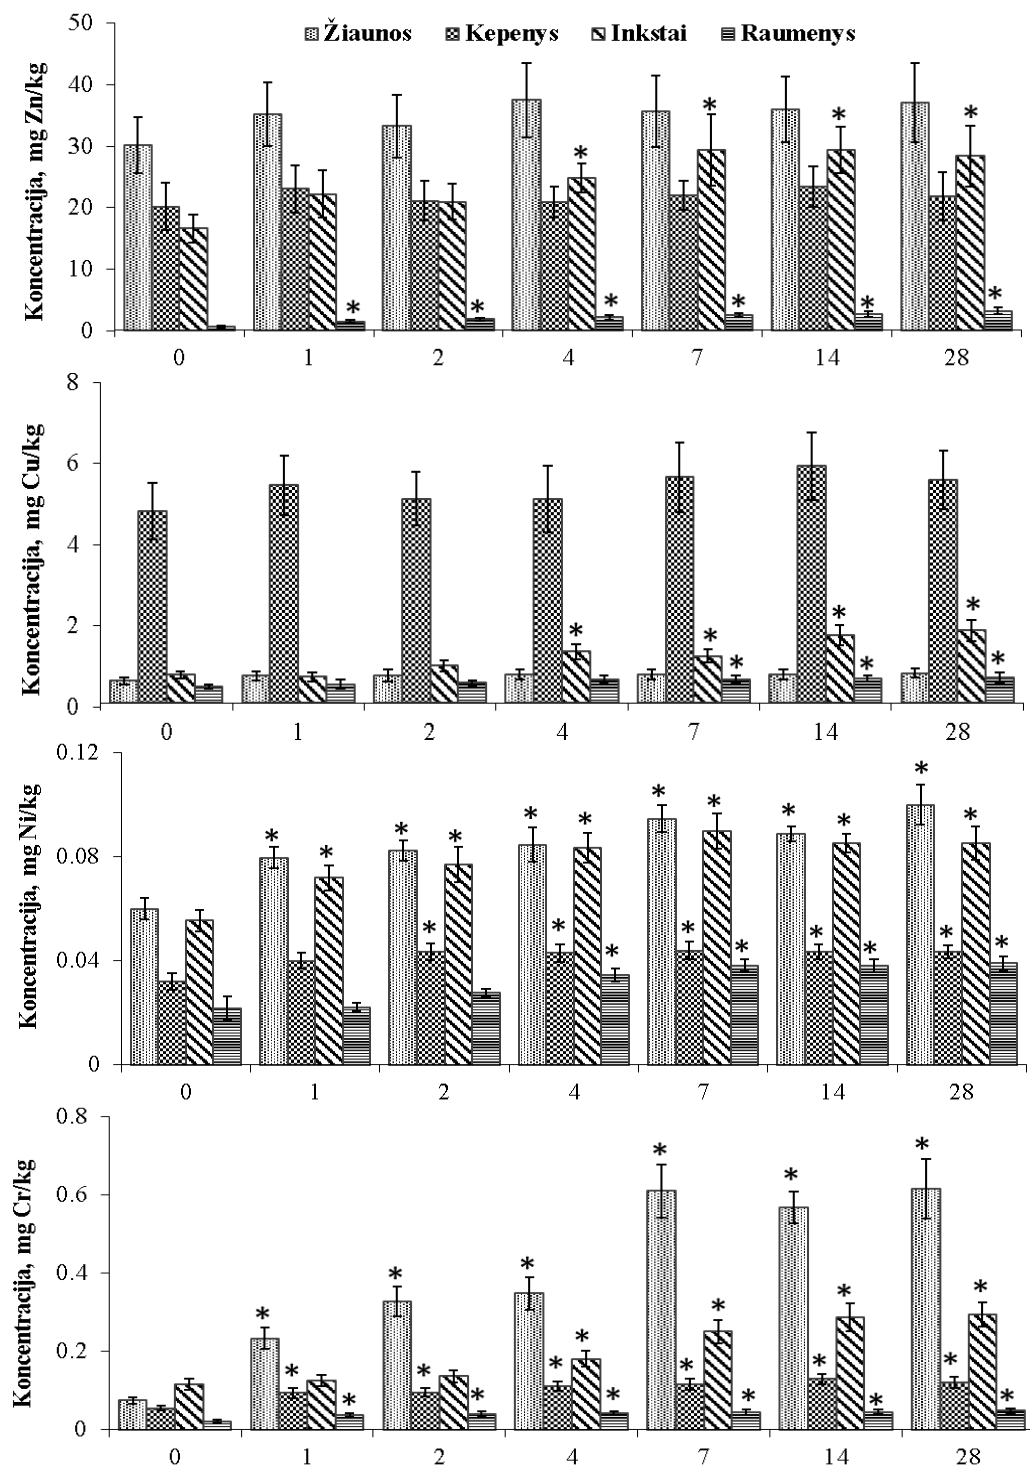 50
Žiaunos Kepenys Inkstai Raumenys
40
30
20
10
0
Koncentracija, mg Zn/kg
* * * * * * * * *
0 1 2 4 7 14 28
8
6
4
2
0
Koncentracija, mg Cu/kg
* * * * * * *
0 1 2 4 7 14 28
0.12
0.08
0.04
0
Koncentracija, mg Ni/kg
* * * * * * * * * * * * * * * * * * * * *
0 1 2 4 7 14 28
0.8
0.6
0.4
0.2
0
Koncentracija, mg Cr/kg
* * * * * * * * * * * * * * * * * * * * * *
0 1 2 4 7 14 28